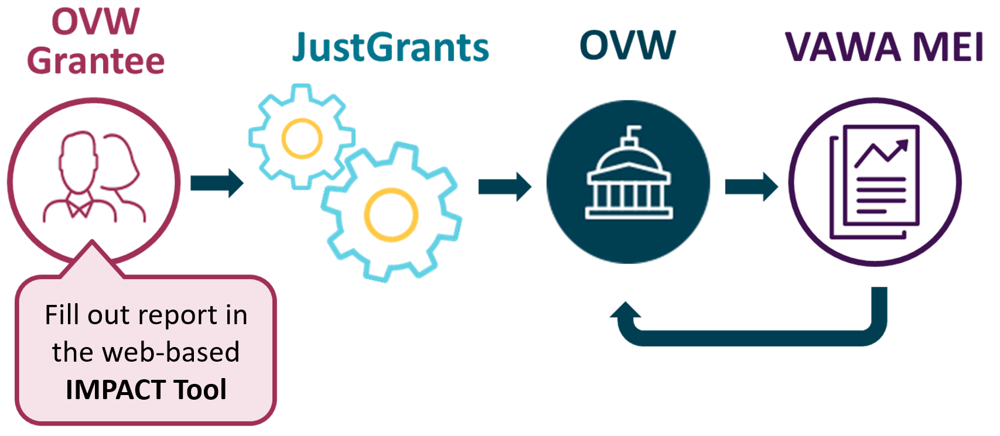 OVW
Grantee
JustGrants
OVW
VAWA MEI
Fill out report in
the web-based
IMPACT Tool